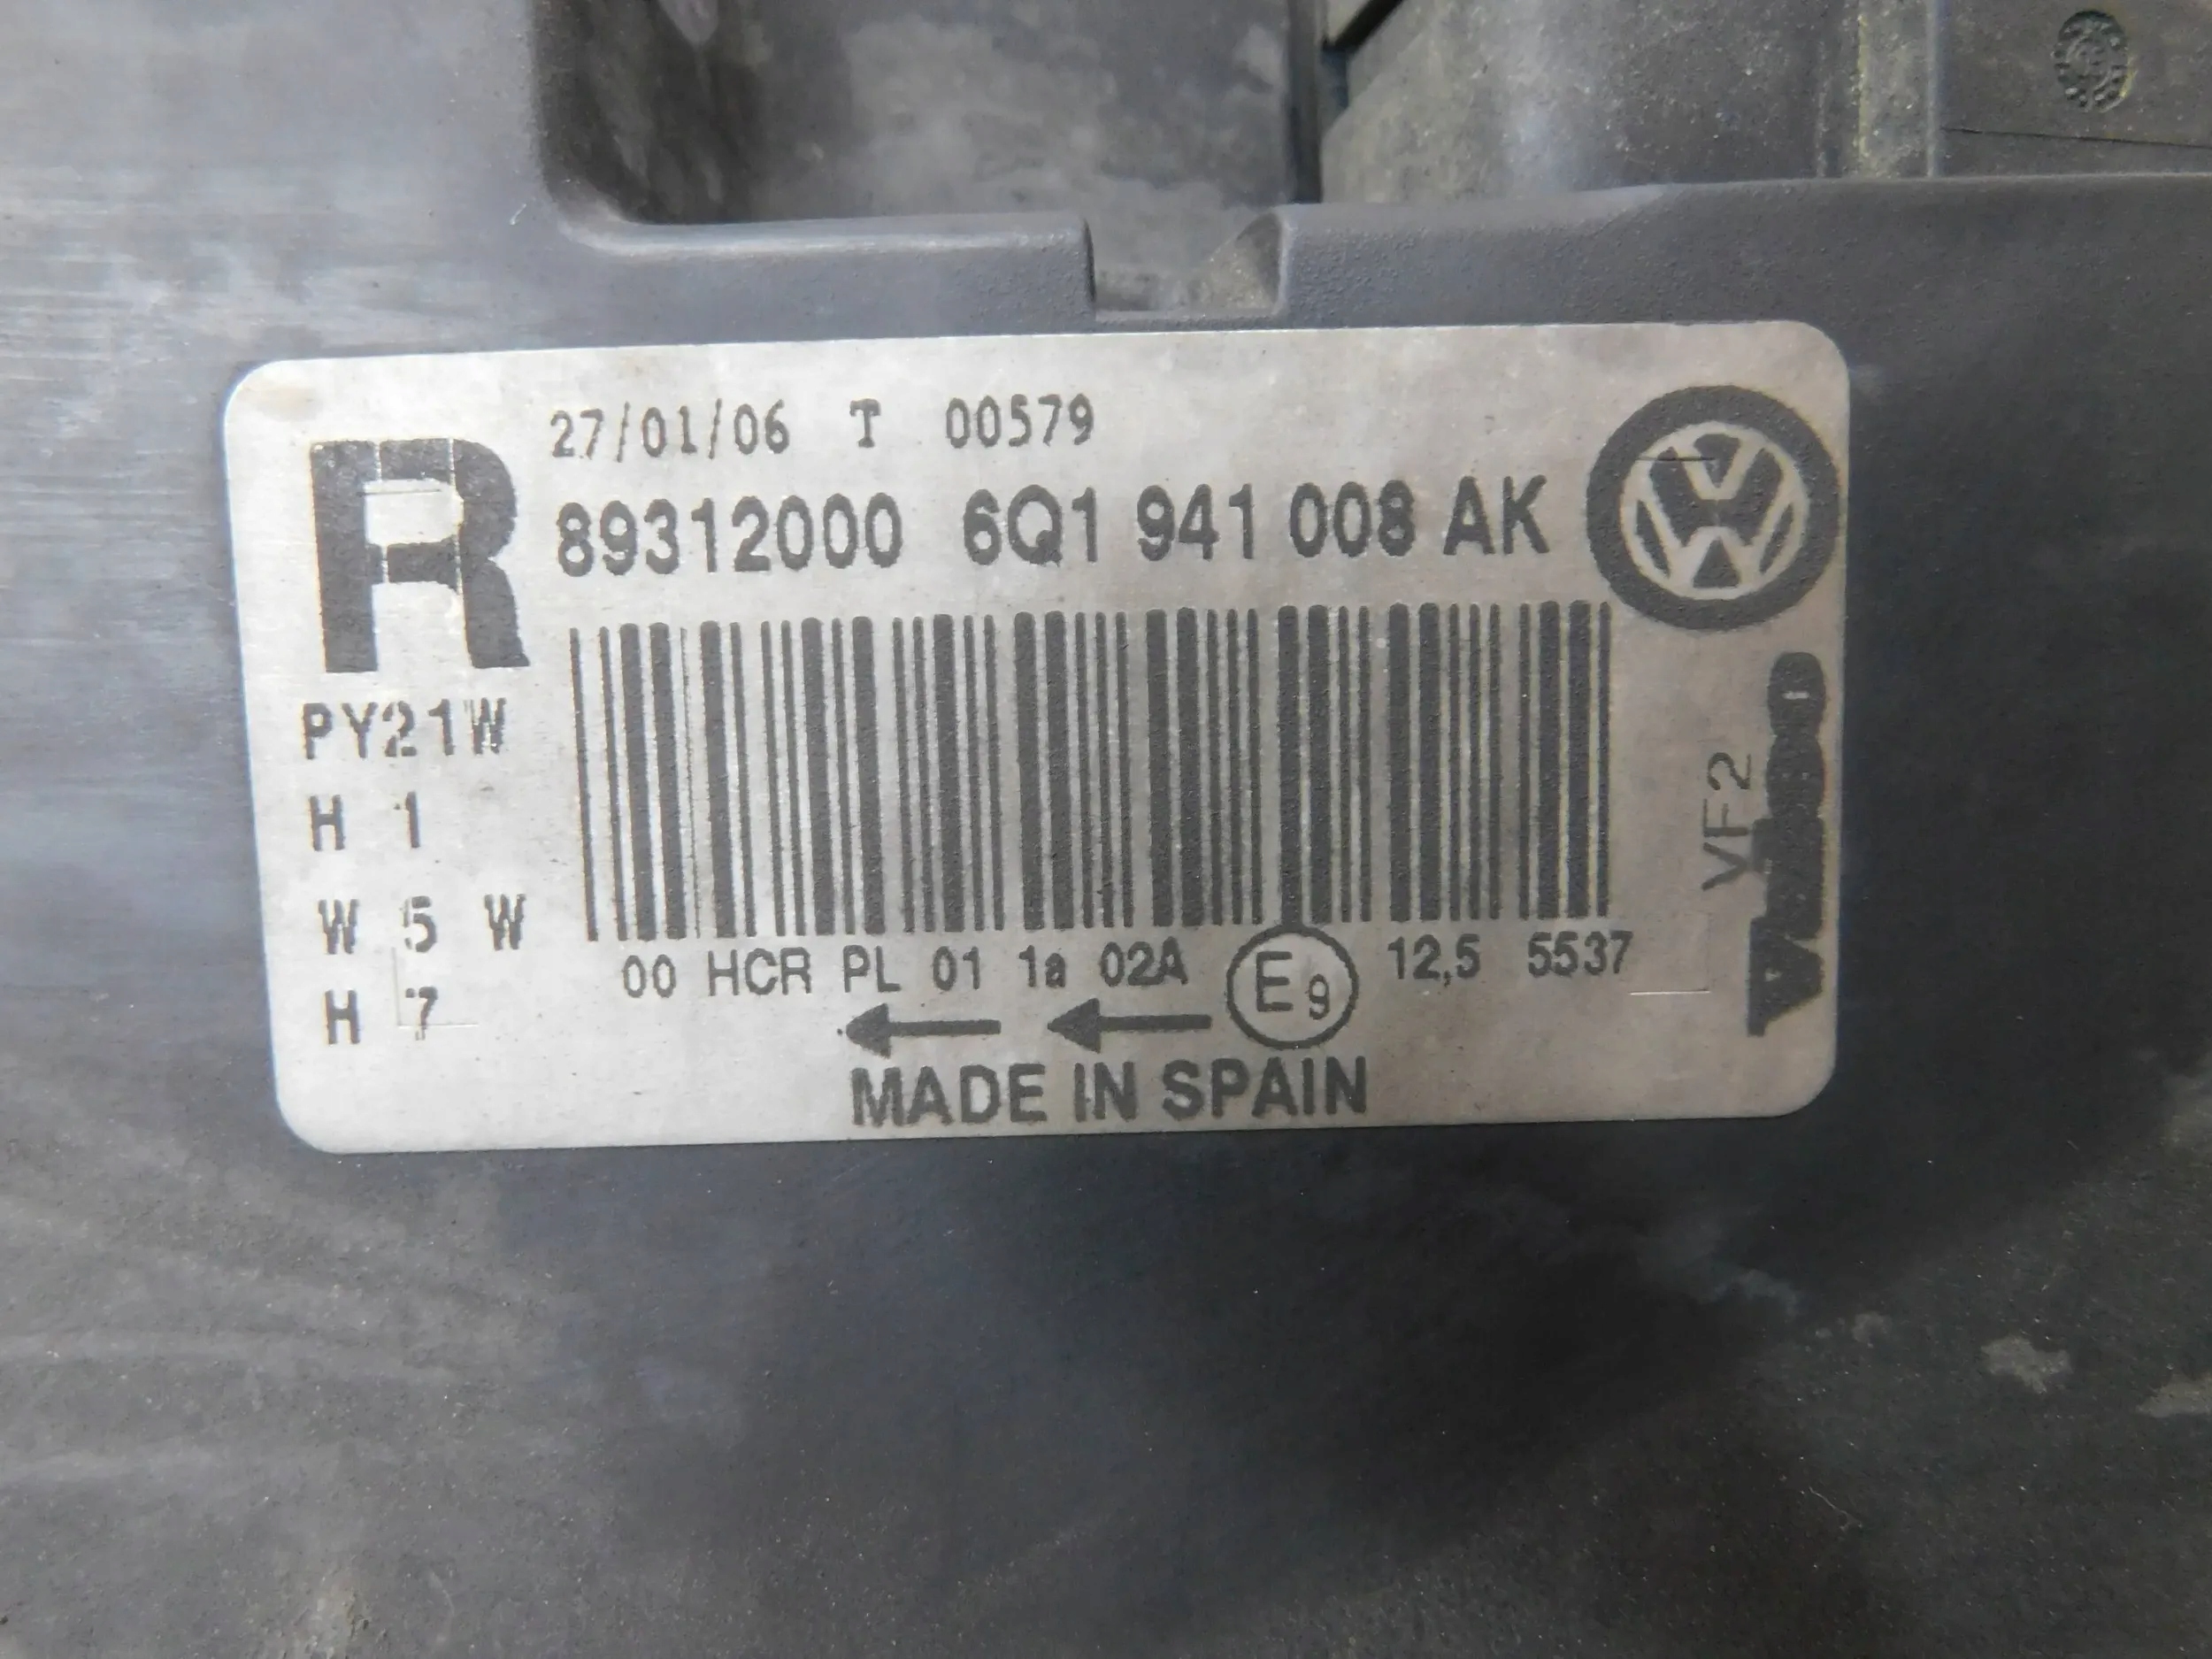 27/01/06 T 00579
R
89312000 6Q1 941 008 AK
PY21W
H 1
W 5 W
H 7
VF2
00 HCR PL 01 1a 02A E9 12,5 5537
MADE IN SPAIN